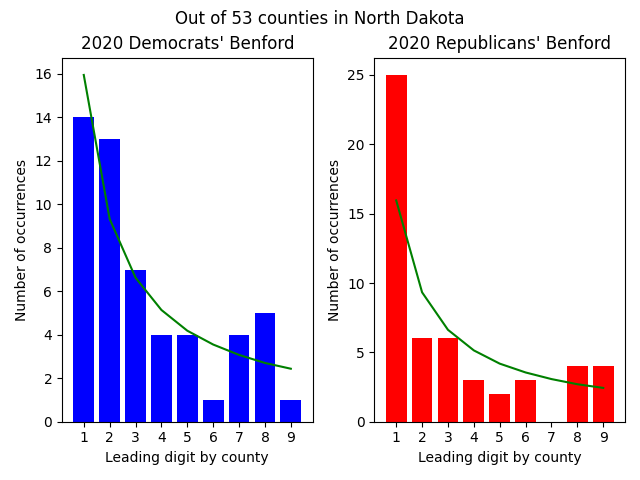 Out of 53 counties in North Dakota
2020 Democrats' Benford
16
14
12
10
8
6
4
2
0
Number of occurrences
1 2 3 4 5 6 7 8 9
Leading digit by county
2020 Republicans' Benford
25
20
15
10
5
0
Number of occurrences
1 2 3 4 5 6 7 8 9
Leading digit by county